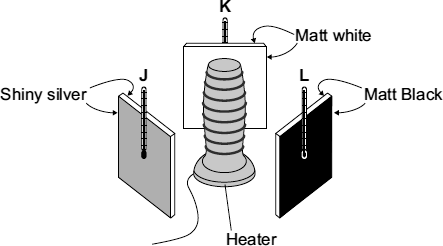 K
Matt white
J
L
Shiny silver
Matt Black
Heater